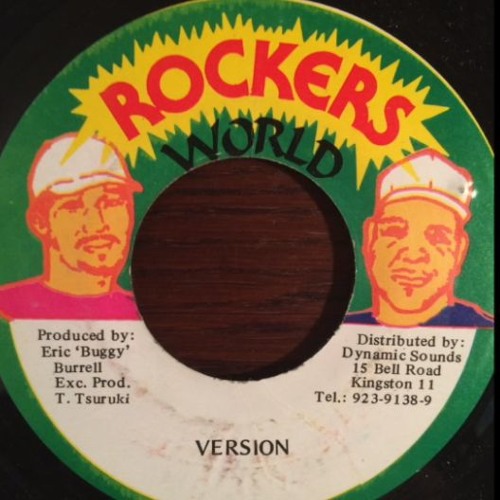 ROCKERS
WORLD
Produced by:
Eric 'Buggy'
Burrell
Exc. Prod.
T. Tsuruki
Distributed by:
Dynamic Sounds
15 Bell Road
Kingston 11
Tel.: 923-9138-9
VERSION